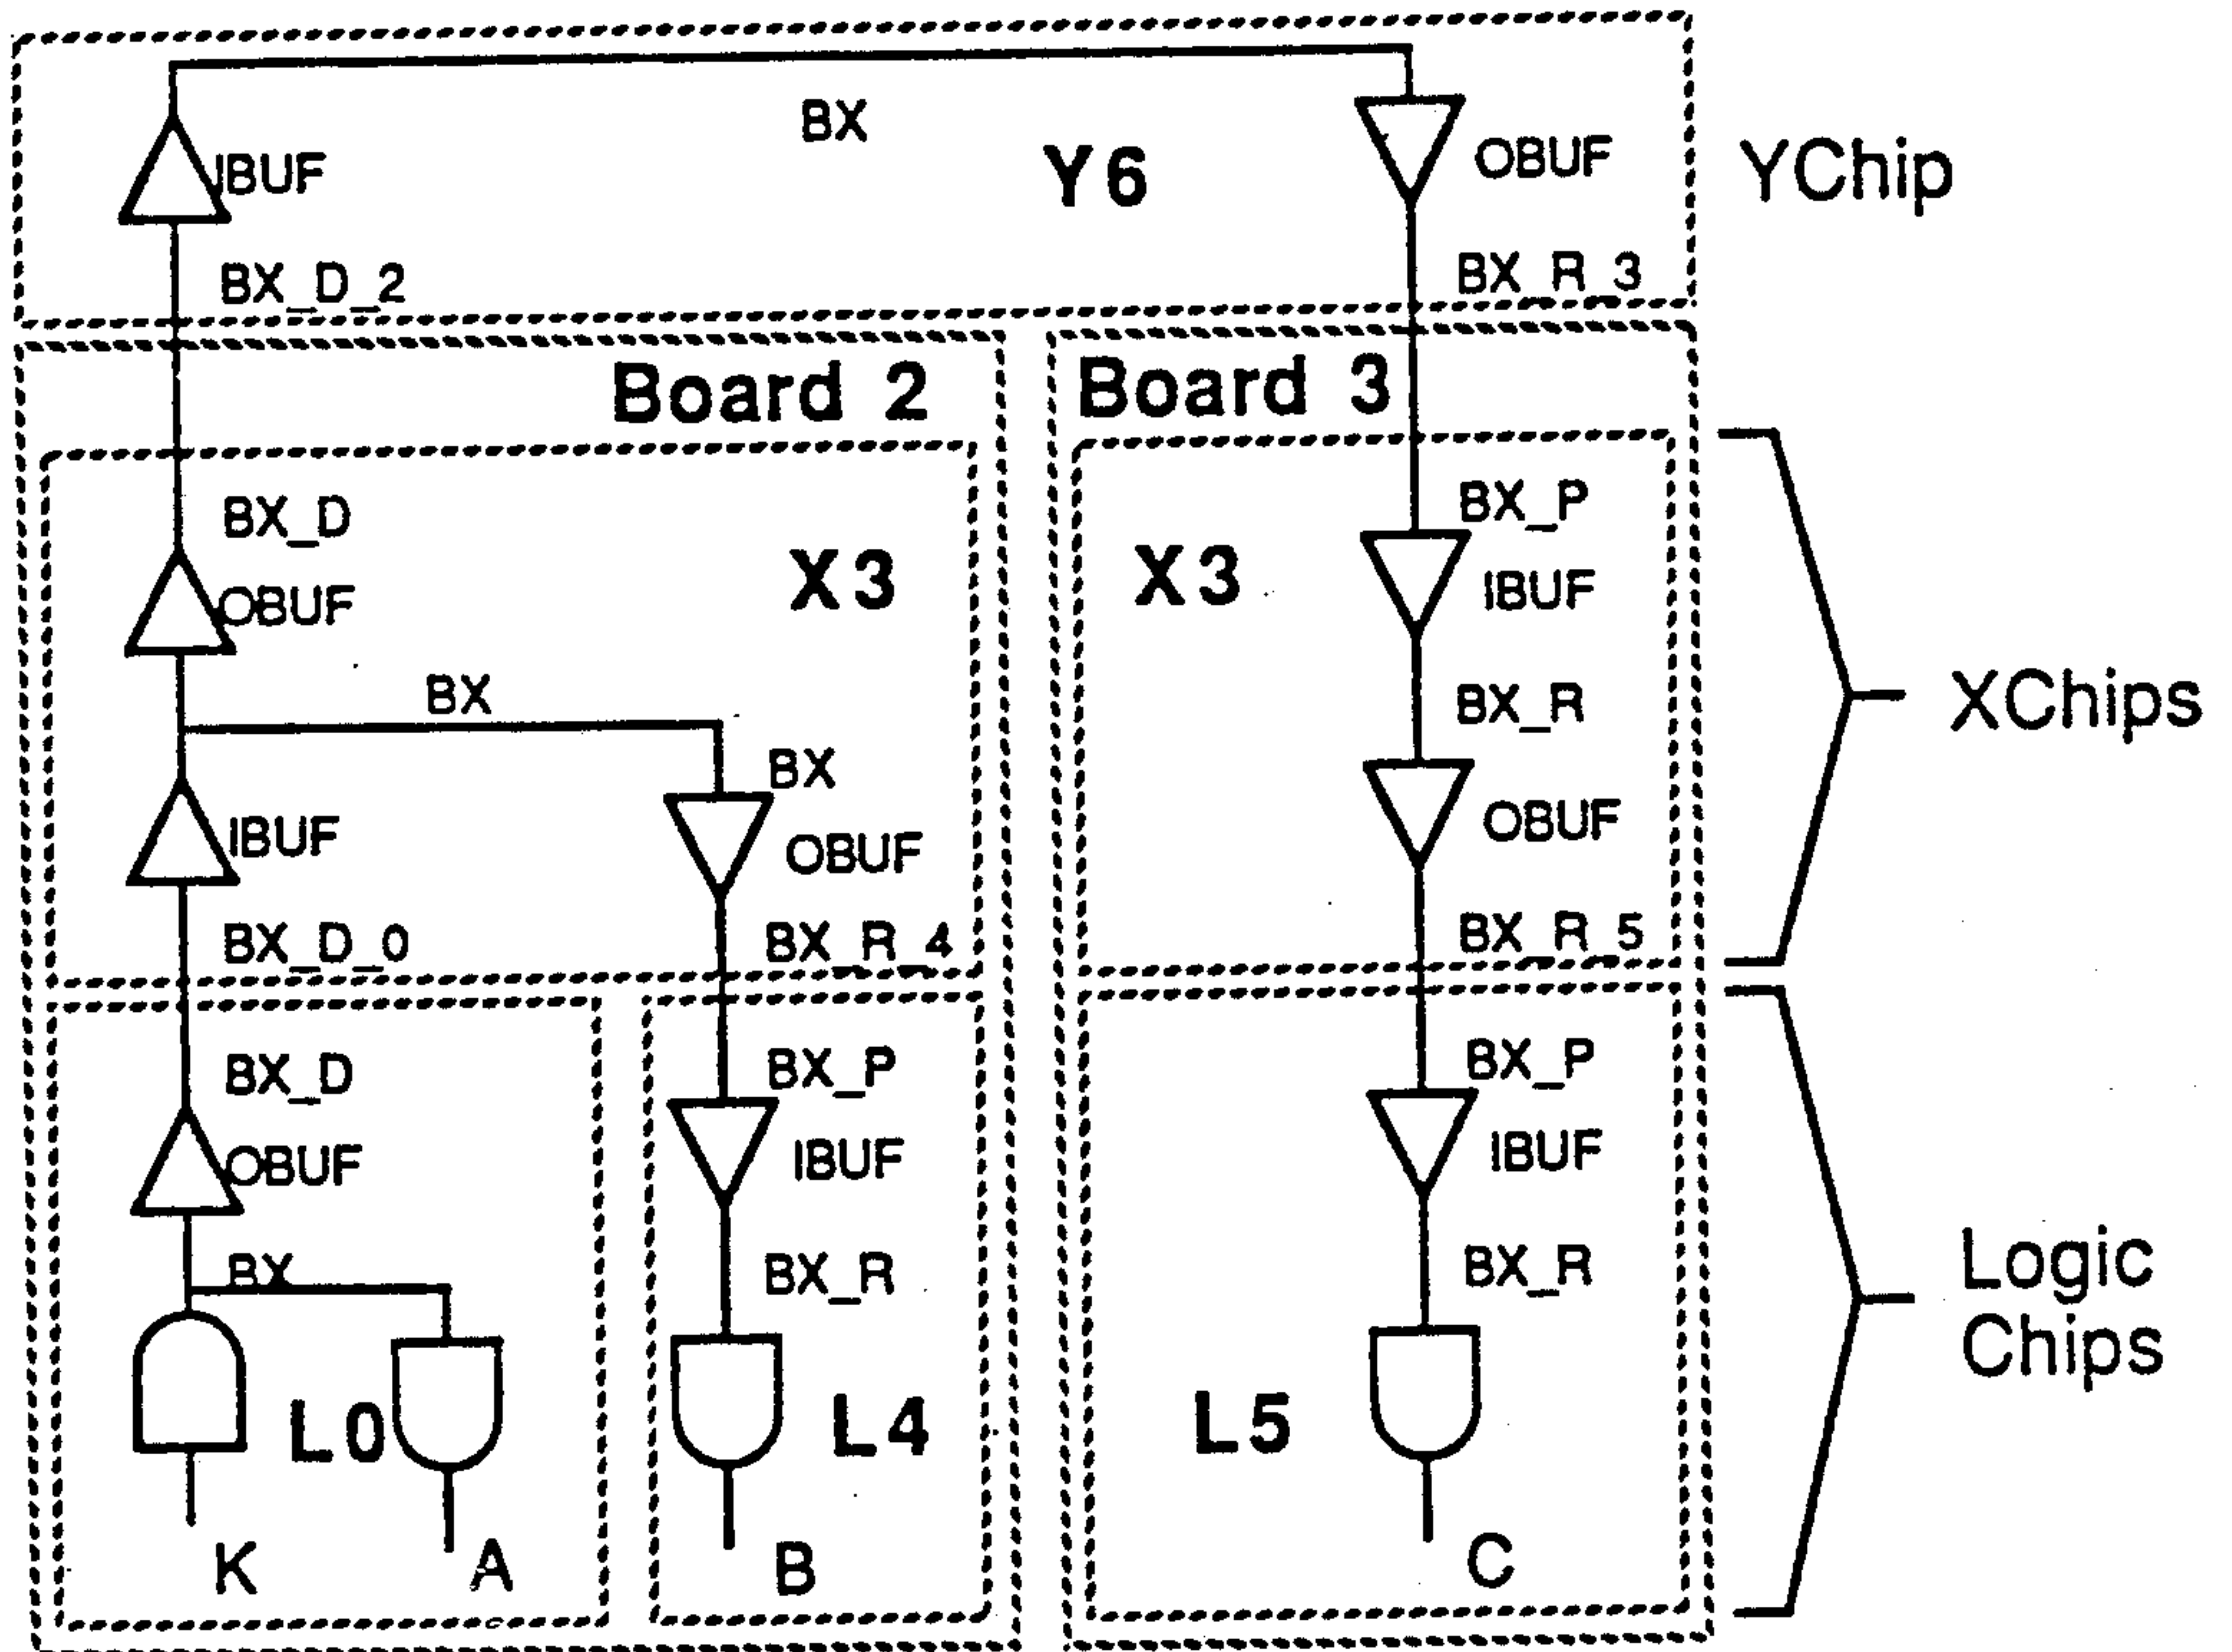 BX
IBUF
Y6
OBUF
YChip
BX_D_2
BX_R_3
Board 2
Board 3
BX_D
BX_P
X3
X3
OBUF
IBUF
BX
BX_R
XChips
BX
IBUF
OBUF
OBUF
BX_D_0
BX_R_4
BX_R_5
BX_D
BX_P
BX_P
OBUF
IBUF
IBUF
BX
BX_R
BX_R
Logic
Chips
L0
L4
L5
K
A
B
C